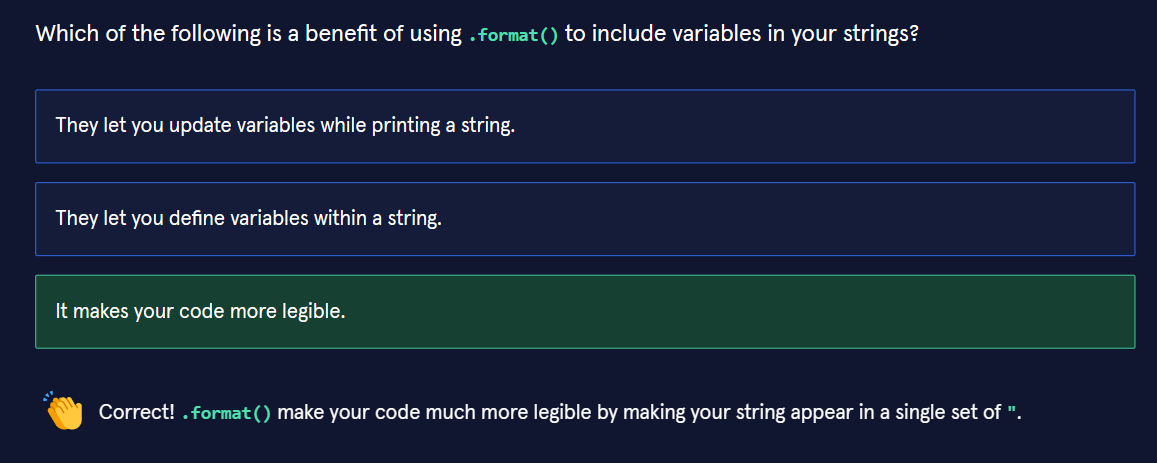 Which of the following is a benefit of using .format() to include variables in your strings?
They let you update variables while printing a string.
They let you define variables within a string.
It makes your code more legible.
Correct! .format() make your code much more legible by making your string appear in a single set of ".